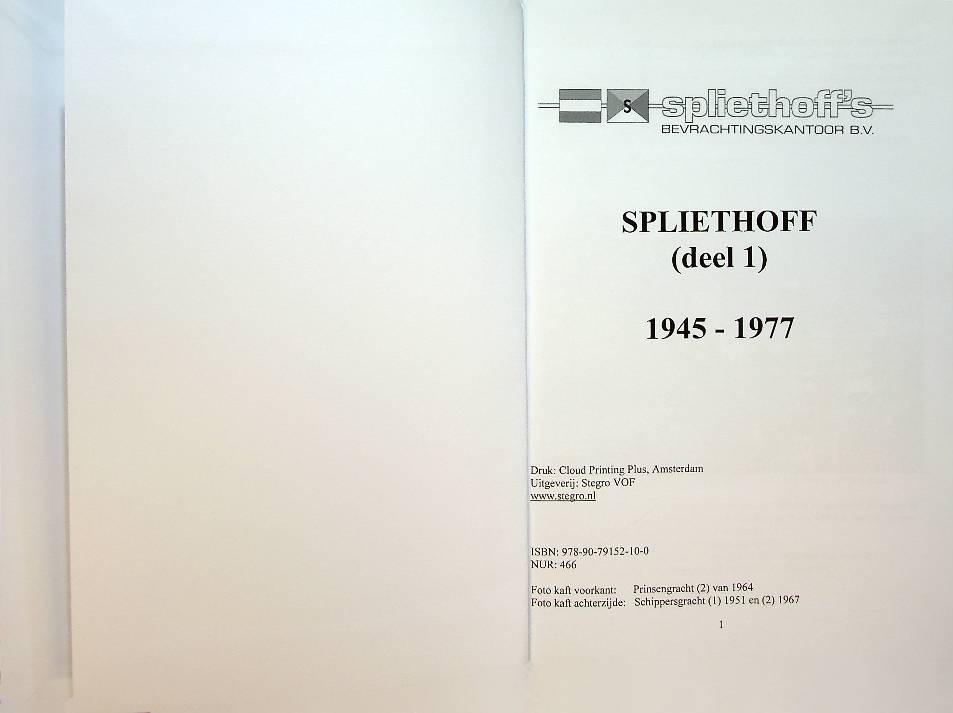 S spliethoff's
BEVRACHTINGSKANTOOR B.V.
SPLIETHOFF
(deel 1)
1945 - 1977
Druk: Cloud Printing Plus, Amsterdam
Uitgeverij: Stegro VOF
www.stegro.nl
ISBN: 978-90-79152-10-0
NUR: 466
Foto kaft voorkant: Prinsengracht (2) van 1964
Foto kaft achterzijde: Schippersgracht (1) 1951 en (2) 1967
1